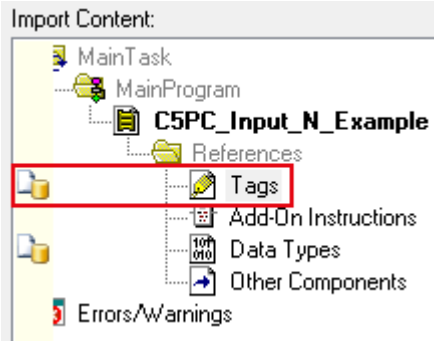 Import Content:
MainTask
MainProgram
C5PC_Input_N_Example
References
Tags
Add-On Instructions
Data Types
Other Components
Errors/Warnings